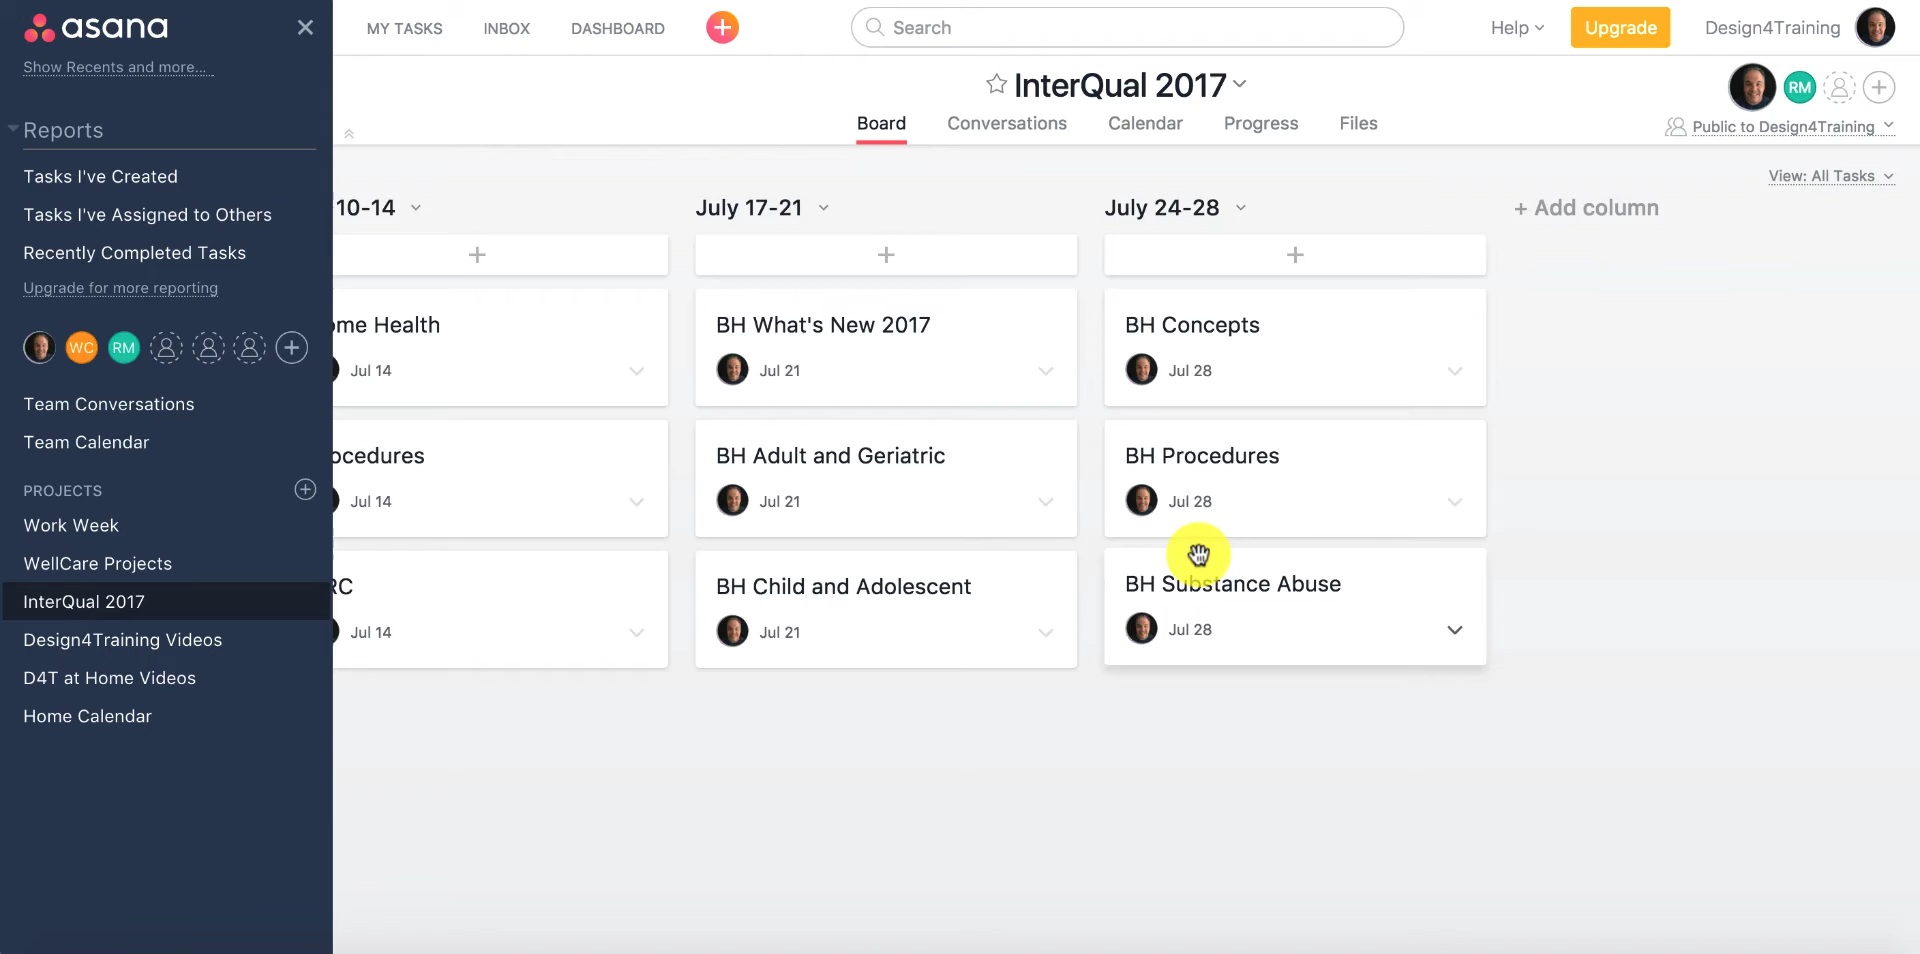 asana
Show Recents and more...
Reports
Tasks I've Created
Tasks I've Assigned to Others
Recently Completed Tasks
Upgrade for more reporting
WC RM
Team Conversations
Team Calendar
PROJECTS
Work Week
WellCare Projects
InterQual 2017
Design4Training Videos
D4T at Home Videos
Home Calendar
MY TASKS INBOX DASHBOARD Search Help Upgrade Design4Training
InterQual 2017
RM
Board Conversations Calendar Progress Files
Public to Design4Training
View: All Tasks
10-14
ome Health
Jul 14
ocedures
Jul 14
RC
Jul 14
July 17-21
BH What's New 2017
Jul 21
BH Adult and Geriatric
Jul 21
BH Child and Adolescent
Jul 21
July 24-28
BH Concepts
Jul 28
BH Procedures
Jul 28
BH Substance Abuse
Jul 28
+ Add column